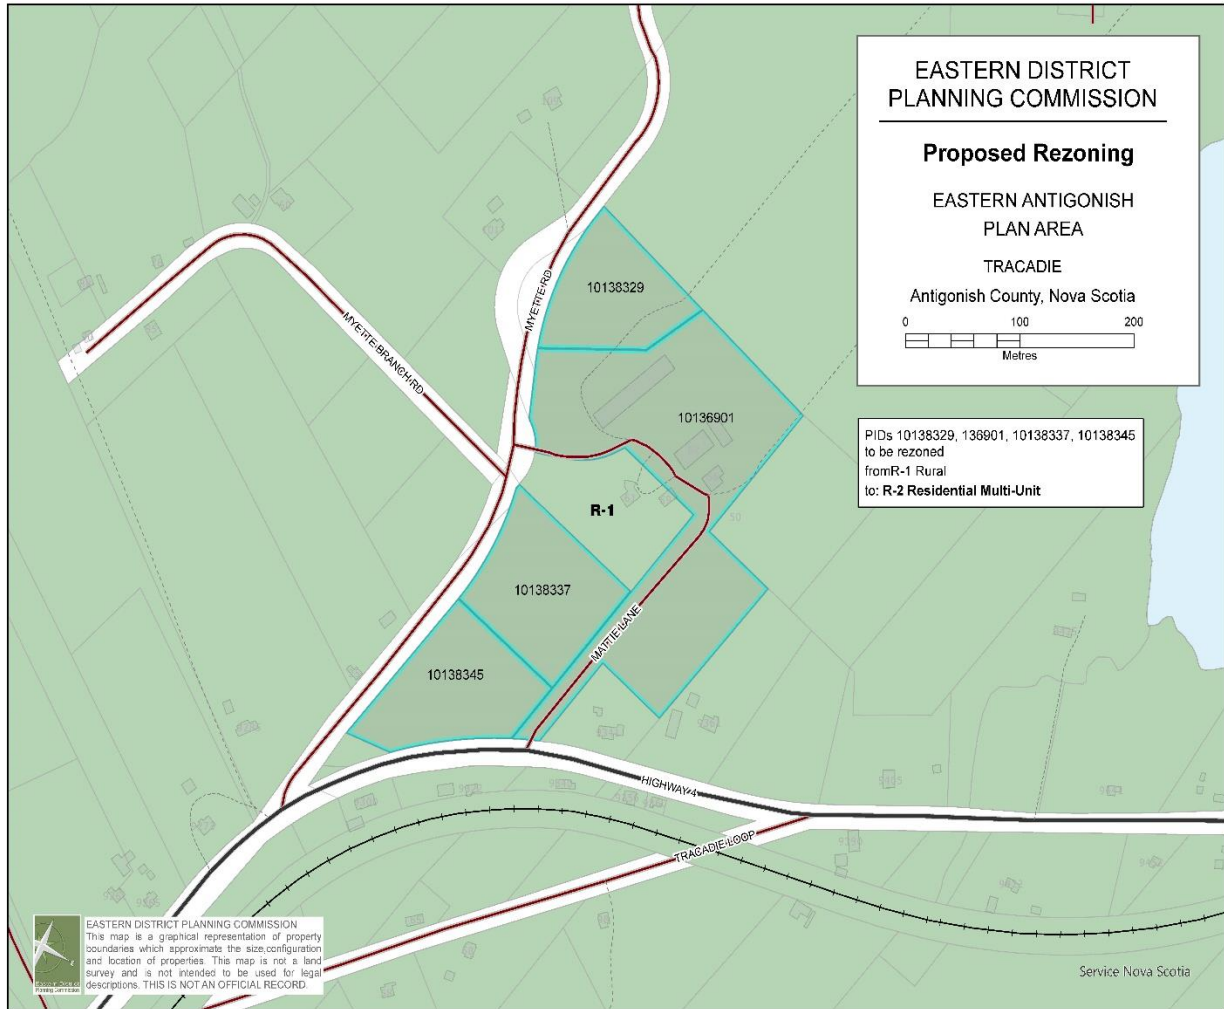 EASTERN DISTRICT
PLANNING COMMISSION
Proposed Rezoning
EASTERN ANTIGONISH
PLAN AREA
TRACADIE
Antigonish County, Nova Scotia
0 100 200
Metres
PIDs 10138329, 136901, 10138337, 10138345
to be rezoned
fromR-1 Rural
to: R-2 Residential Multi-Unit
MYETTE RD
MYETTE BRANCH RD
10138329
10136901
R-1
50
10138337
MATTIE LANE
10138345
HIGHWAY 4
TRACADIE LOOP
EASTERN DISTRICT PLANNING COMMISSION
This map is a graphical representation of property
boundaries which approximate the size,configuration
and location of properties. This map is not a land
survey and is not intended to be used for legal
descriptions. THIS IS NOT AN OFFICIAL RECORD.
Service Nova Scotia